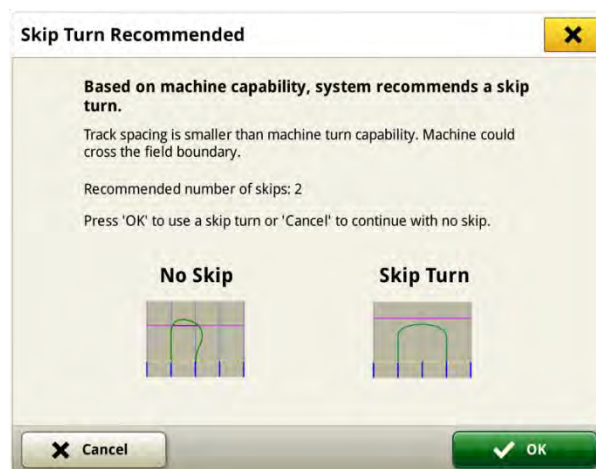 Skip Turn Recommended
Based on machine capability, system recommends a skip
turn.
Track spacing is smaller than machine turn capability. Machine could
cross the field boundary.
Recommended number of skips: 2
Press 'OK' to use a skip turn or 'Cancel' to continue with no skip.
No Skip
Skip Turn
Cancel
OK